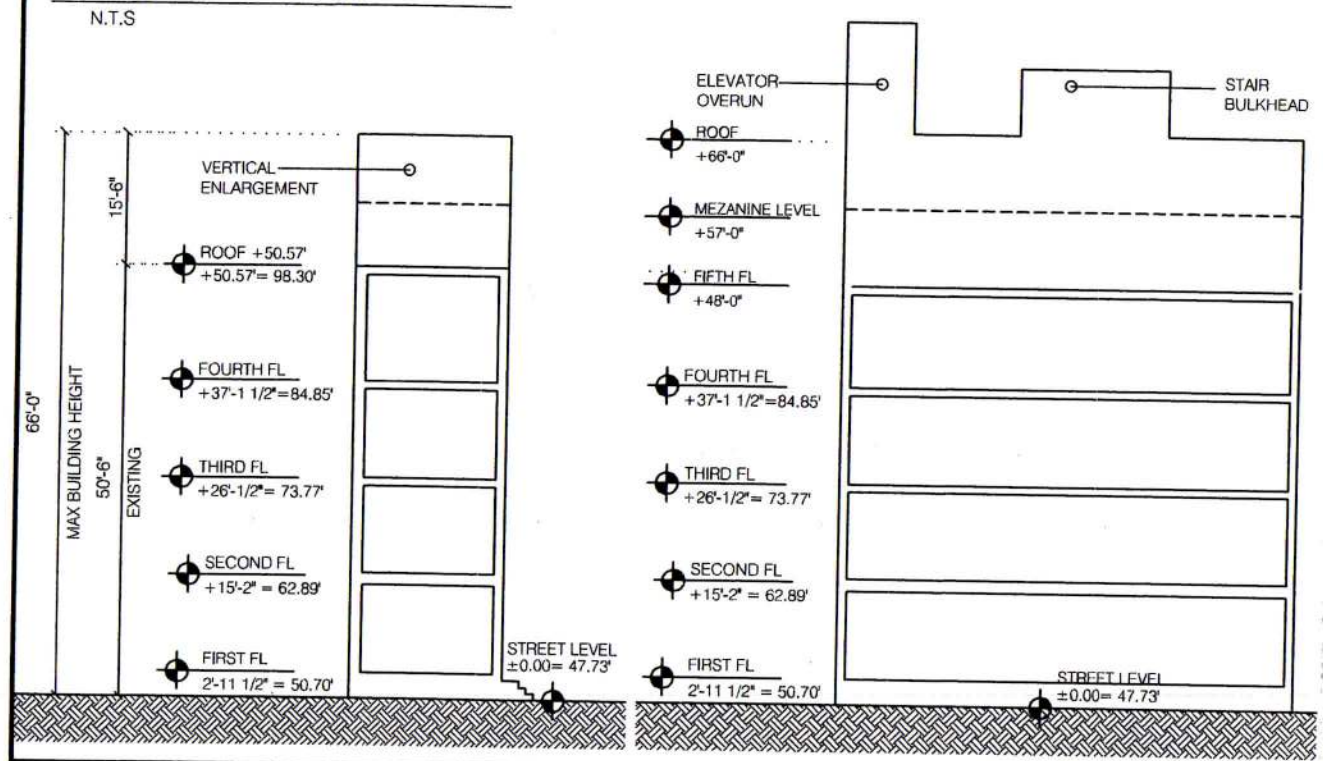 N.T.S
VERTICAL
ENLARGEMENT
ROOF +50.57'
+50.57'= 98.30'
FOURTH FL
+37'-1 1/2"=84.85'
THIRD FL
+26'-1/2"= 73.77'
SECOND FL
+15'-2" = 62.89'
FIRST FL
2'-11 1/2" = 50.70'
66'-0"
MAX BUILDING HEIGHT
15'-6"
50'-6"
EXISTING
STREET LEVEL
±0.00= 47.73'
ELEVATOR
OVERUN
STAIR
BULKHEAD
ROOF
+66'-0"
MEZANINE LEVEL
+57'-0"
FIFTH FL
+48'-0"
FOURTH FL
+37'-1 1/2"=84.85'
THIRD FL
+26'-1/2"= 73.77'
SECOND FL
+15'-2" = 62.89'
FIRST FL
2'-11 1/2" = 50.70'
STREET LEVEL
±0.00= 47.73'